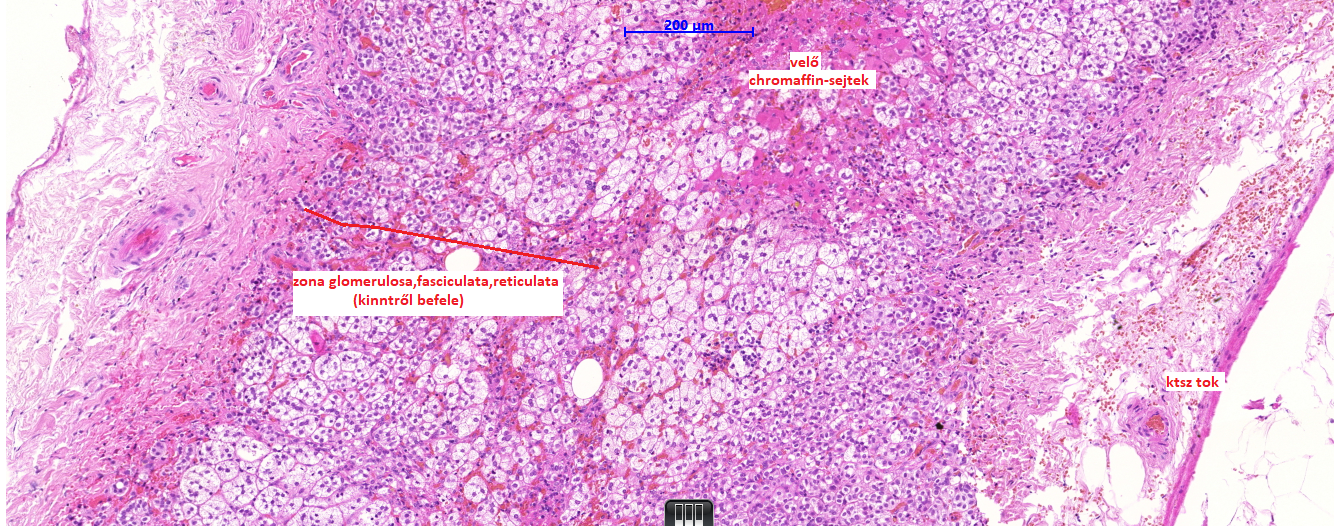 200 µm
velő
chromaffin-sejtek
zona glomerulosa,fasciculata,reticulata
(kinntről befele)
ktsz tok